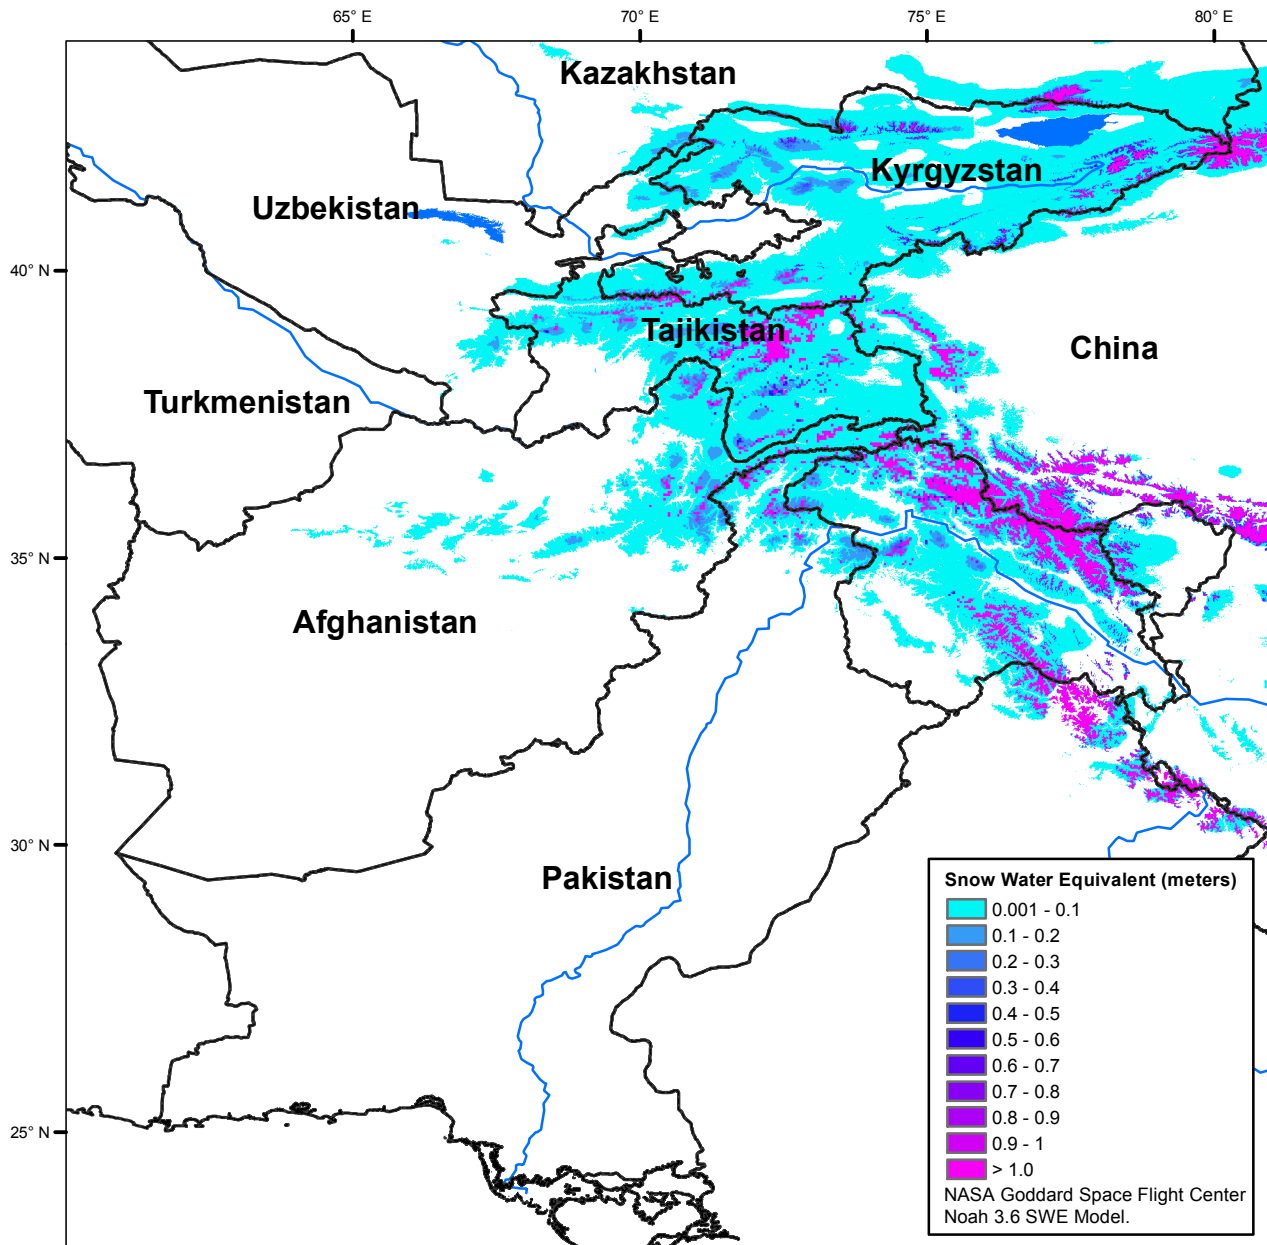 65° E
70° E
75° E
80° E
Kazakhstan
Kyrgyzstan
Uzbekistan
40° N
Tajikistan
China
Turkmenistan
35° N
Afghanistan
30° N
Pakistan
25° N
Snow Water Equivalent (meters)
0.001 - 0.1
0.1 - 0.2
0.2 - 0.3
0.3 - 0.4
0.4 - 0.5
0.5 - 0.6
0.6 - 0.7
0.7 - 0.8
0.8 - 0.9
0.9 - 1
> 1.0
NASA Goddard Space Flight Center
Noah 3.6 SWE Model.